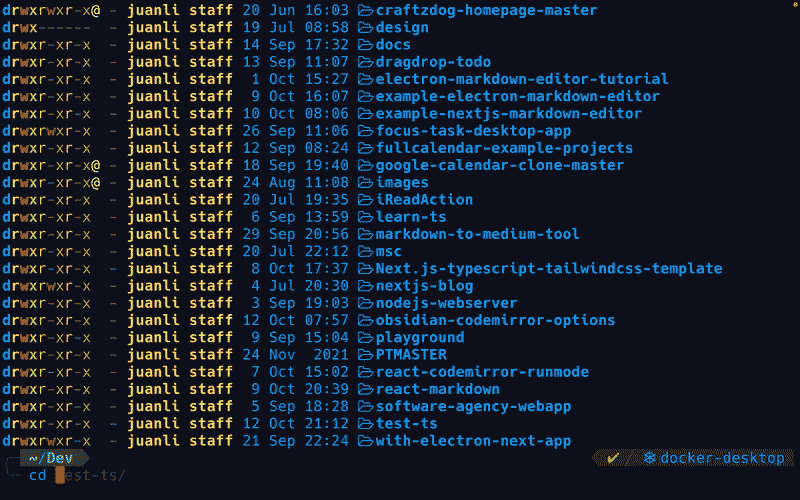 drwxrwxr-x@ - juanli staff 20 Jun 16:03 craftzdog-homepage-master
drwx------ - juanli staff 19 Jul 08:58 design
drwxr-xr-x - juanli staff 14 Sep 17:32 docs
drwxr-xr-x - juanli staff 13 Sep 11:07 dragdrop-todo
drwxr-xr-x - juanli staff 1 Oct 15:27 electron-markdown-editor-tutorial
drwxr-xr-x - juanli staff 9 Oct 16:07 example-electron-markdown-editor
drwxr-xr-x - juanli staff 10 Oct 08:06 example-nextjs-markdown-editor
drwxrwxr-x - juanli staff 26 Sep 11:06 focus-task-desktop-app
drwxr-xr-x - juanli staff 12 Sep 08:24 fullcalendar-example-projects
drwxr-xr-x@ - juanli staff 18 Sep 19:40 google-calendar-clone-master
drwxr-xr-x@ - juanli staff 24 Aug 11:08 images
drwxr-xr-x - juanli staff 20 Jul 19:35 iReadAction
drwxr-xr-x - juanli staff 6 Sep 13:59 learn-ts
drwxr-xr-x - juanli staff 29 Sep 20:56 markdown-to-medium-tool
drwxr-xr-x - juanli staff 20 Jul 22:12 msc
drwxr-xr-x - juanli staff 8 Oct 17:37 Next.js-typescript-tailwindcss-template
drwxrwxr-x - juanli staff 4 Jul 20:30 nextjs-blog
drwxr-xr-x - juanli staff 3 Sep 19:03 nodejs-webserver
drwxr-xr-x - juanli staff 12 Oct 07:57 obsidian-codemirror-options
drwxr-xr-x - juanli staff 9 Sep 15:04 playground
drwxr-xr-x - juanli staff 24 Nov 2021 PTMASTER
drwxr-xr-x - juanli staff 7 Oct 15:02 react-codemirror-runmode
drwxr-xr-x - juanli staff 9 Oct 20:39 react-markdown
drwxr-xr-x - juanli staff 5 Sep 18:28 software-agency-webapp
drwxr-xr-x - juanli staff 12 Oct 21:12 test-ts
drwxrwxr-x - juanli staff 21 Sep 22:24 with-electron-next-app
~/Dev ✔ docker-desktop
cd test-ts/